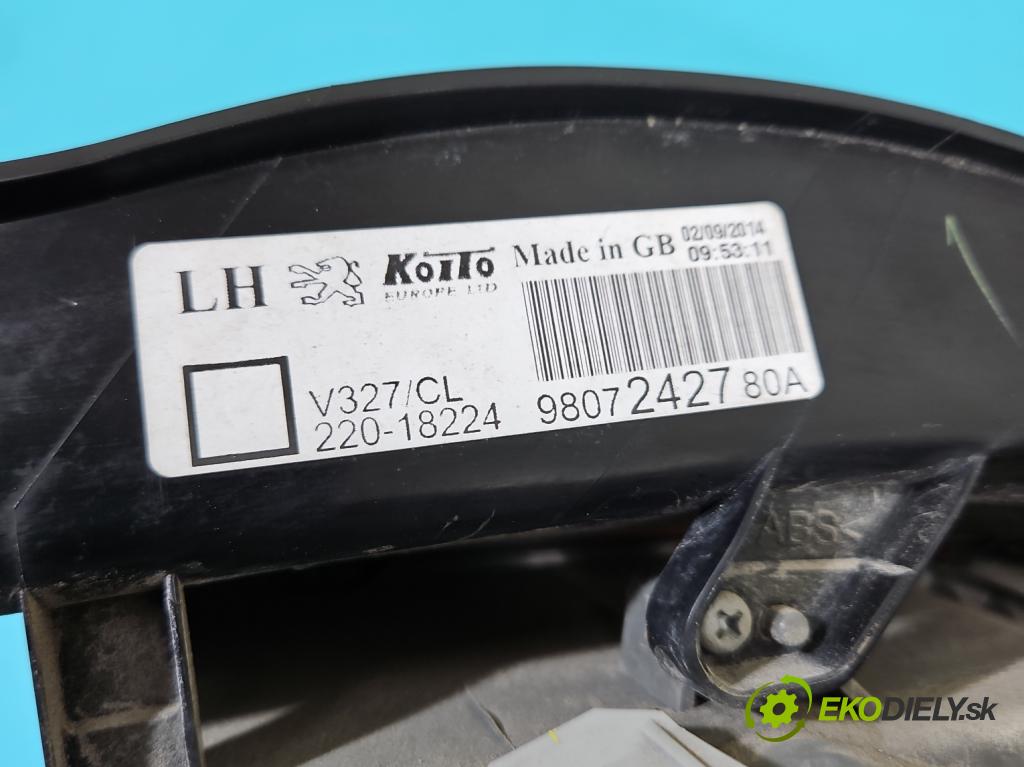 LH KOITO Made in GB 02/09/2014
EUROPE LTD 09:53:11
V327/CL
220-18224 9807242780A
>ABS<
EKODIELY.sk